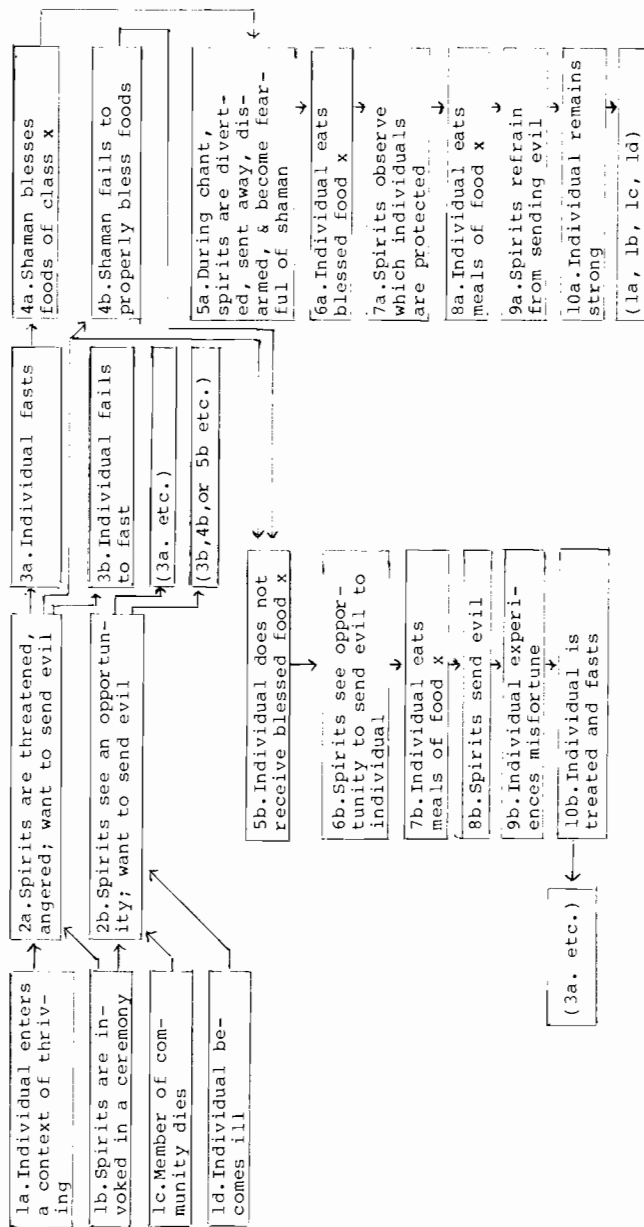 1a.Individual enters
a context of thriv-
ing
1b.Spirits are in-
voked in a ceremony
1c.Member of com-
munity dies
1d.Individual be-
comes ill
2a.Spirits are threatened,
angered; want to send evil
2b.Spirits see an opportun-
ity; want to send evil
3a.Individual fasts
3b.Individual fails
to fast
(3a. etc.)
(3b,4b,or 5b etc.)
4a.Shaman blesses
foods of class x
4b.Shaman fails to
properly bless foods
5a.During chant,
spirits are divert-
ed, sent away, dis-
armed, & become fear-
ful of shaman
6a.Individual eats
blessed food x
7a.Spirits observe
which individuals
are protected
8a.Individual eats
meals of food x
9a.Spirits refrain
from sending evil
10a.Individual remains
strong
(1a, 1b, 1c, 1d)
5b.Individual does not
receive blessed food x
6b.Spirits see oppor-
tunity to send evil to
individual
7b.Individual eats
meals of food x
8b.Spirits send evil
9b.Individual experi-
ences misfortune
10b.Individual is
treated and fasts
(3a. etc.)